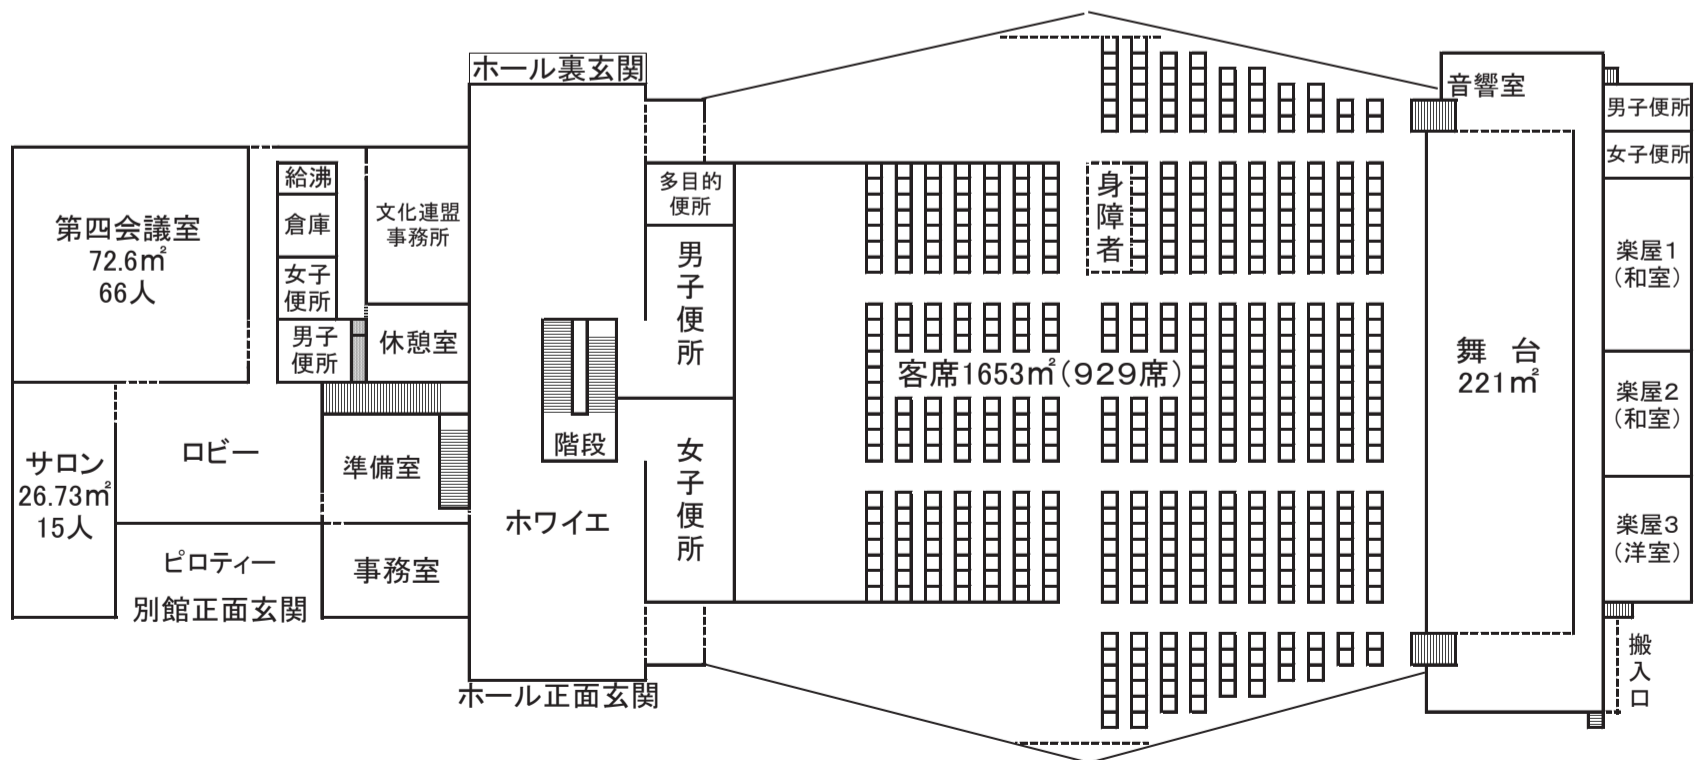 ホール裏玄関
音響室
男子便所
女子便所
給沸
倉庫
女子
便所
男子
便所
文化連盟
事務所
休憩室
第四会議室
72.6㎡
66人
多目的
便所
男子便所
女子便所
身障者
楽屋1
（和室）
客席1653㎡（929席）
舞　台
221㎡
楽屋2
（和室）
階段
ロビー
準備室
サロン
26.73㎡
15人
ホワイエ
楽屋3
（洋室）
ピロティー
別館正面玄関
事務室
搬入口
ホール正面玄関